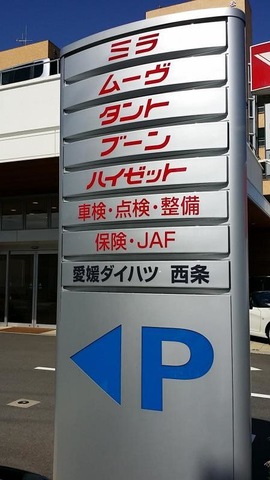 ミラ
ムーヴ
タント
ブーン
ハイゼット
車検・点検・整備
保険・JAF
愛媛ダイハツ 西条
P